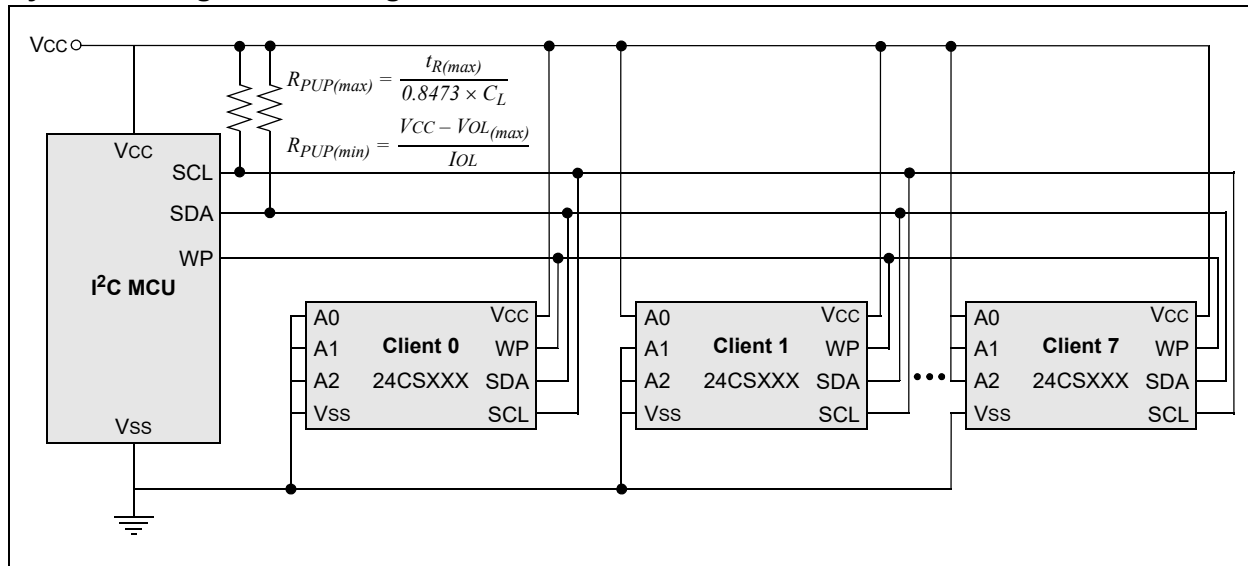 VCC
R_PUP(max) = t_R(max) / 0.8473 × C_L
R_PUP(min) = VCC – VOL(max) / IOL
VCC
SCL
SDA
WP
I²C MCU
VSS
A0
A1
A2
VSS
Client 0
24CSXXX
VCC
WP
SDA
SCL
A0
A1
A2
VSS
Client 1
24CSXXX
VCC
WP
SDA
SCL
A0
A1
A2
VSS
Client 7
24CSXXX
VCC
WP
SDA
SCL